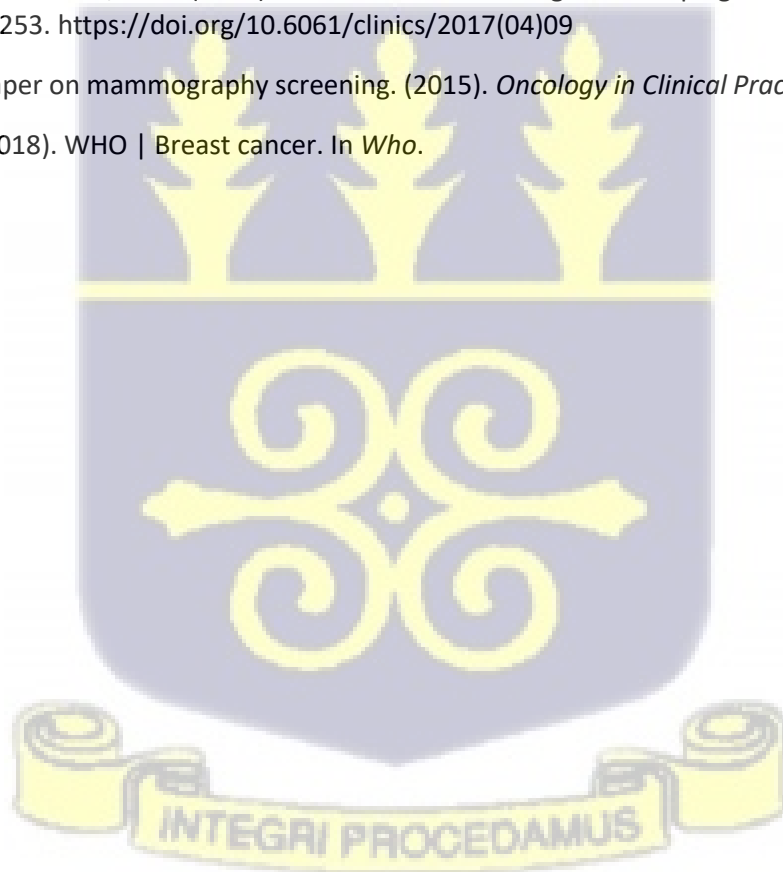 253. https://doi.org/10.6061/clinics/2017(04)09
per on mammography screening. (2015). Oncology in Clinical Prac
018). WHO | Breast cancer. In Who.
INTEGRI PROCEDAMUS